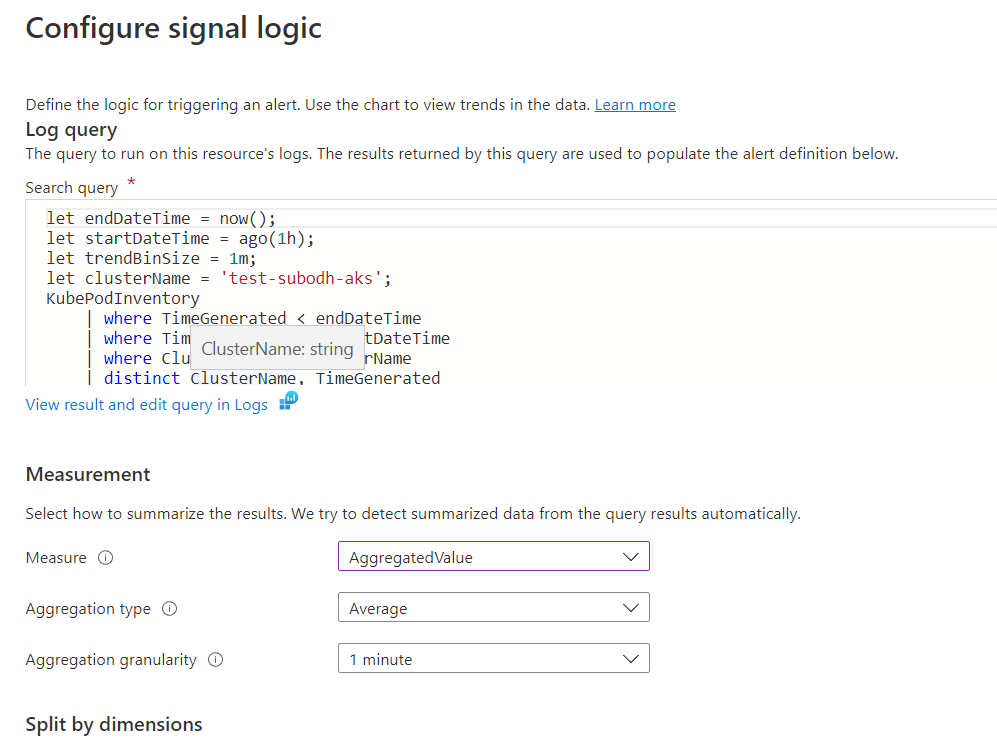 Configure signal logic
Define the logic for triggering an alert. Use the chart to view trends in the data. Learn more
Log query
The query to run on this resource's logs. The results returned by this query are used to populate the alert definition below.
Search query *
let endDateTime = now();
let startDateTime = ago(1h);
let trendBinSize = 1m;
let clusterName = 'test-subodh-aks';
KubePodInventory
| where TimeGenerated < endDateTime
| where Tim tDateTime
ClusterName: string
| where Clu rName
| distinct ClusterName, TimeGenerated
View result and edit query in Logs
Measurement
Select how to summarize the results. We try to detect summarized data from the query results automatically.
Measure AggregatedValue
Aggregation type Average
Aggregation granularity 1 minute
Split by dimensions